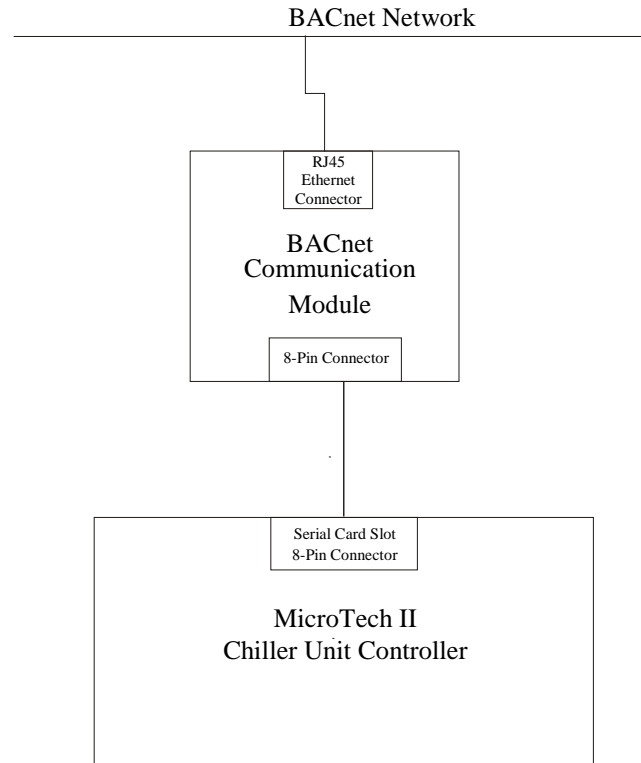 BACnet Network
RJ45
Ethernet
Connector
BACnet
Communication
Module
8-Pin Connector
Serial Card Slot
8-Pin Connector
MicroTech II
Chiller Unit Controller